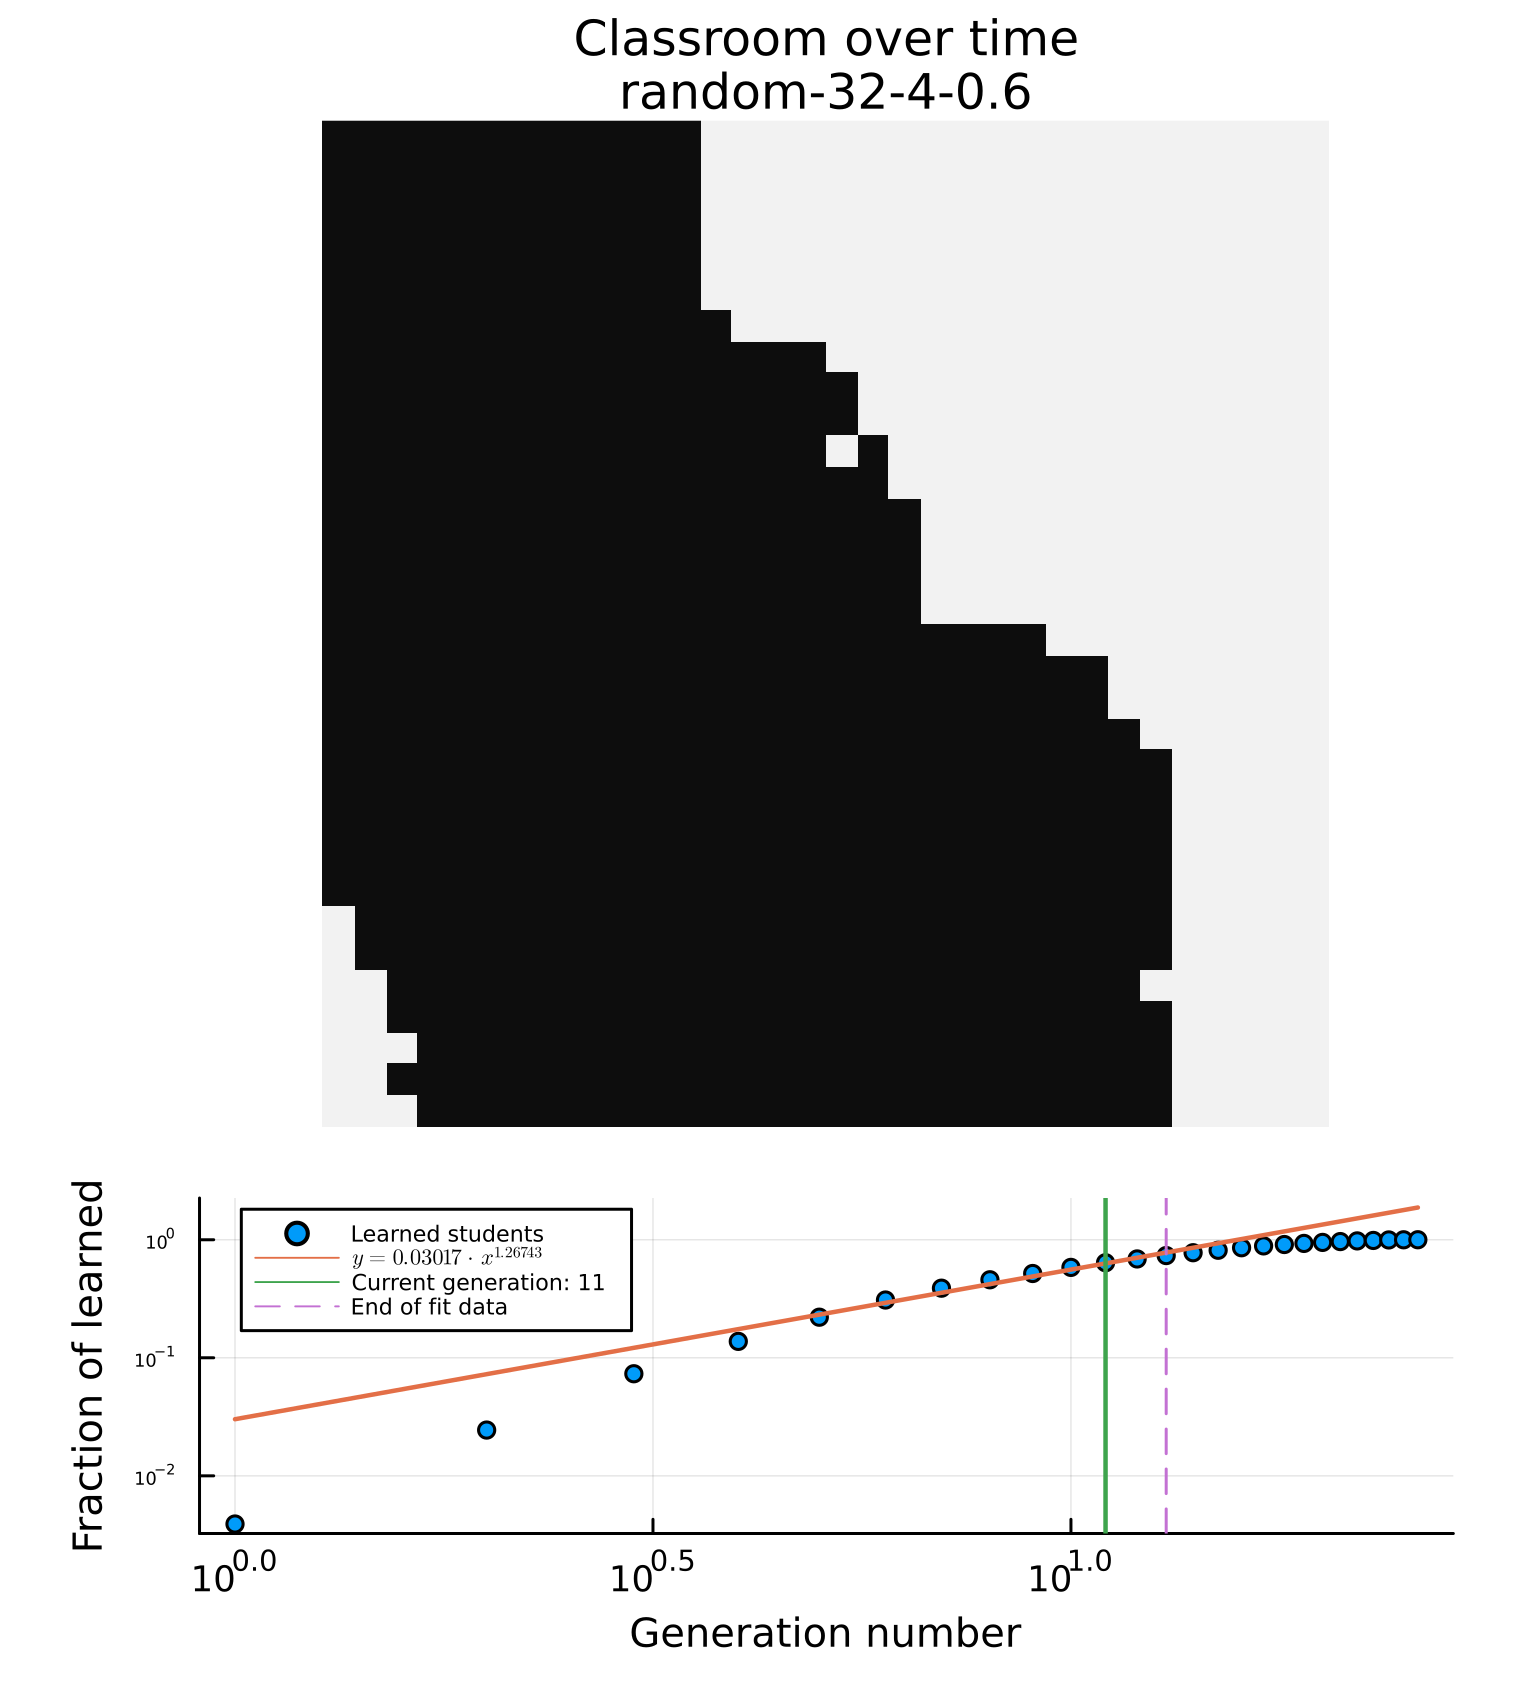 Classroom over time
random-32-4-0.6
Fraction of learned
10⁰
10⁻¹
10⁻²
Learned students
y = 0.03017 · x^1.26743
Current generation: 11
End of fit data
10^0.0
10^0.5
10^1.0
Generation number